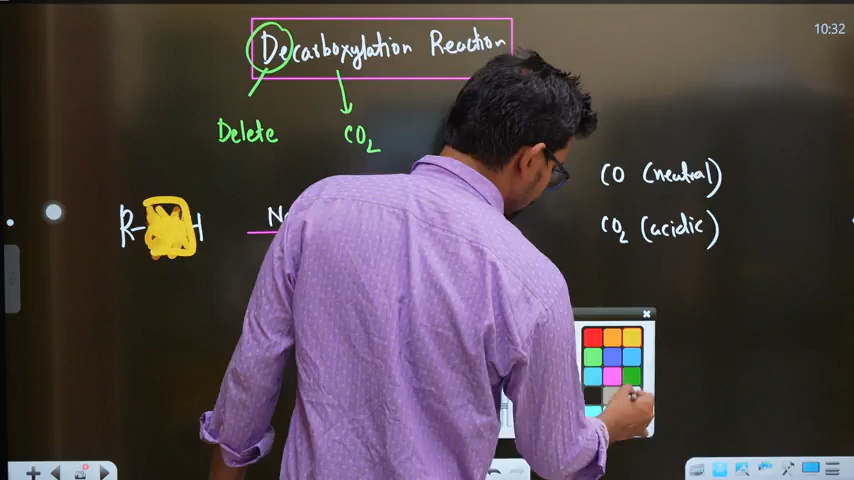 10:32
Decarboxylation Reaction
Delete CO₂
CO (neutral)
CO₂ (acidic)
R- H